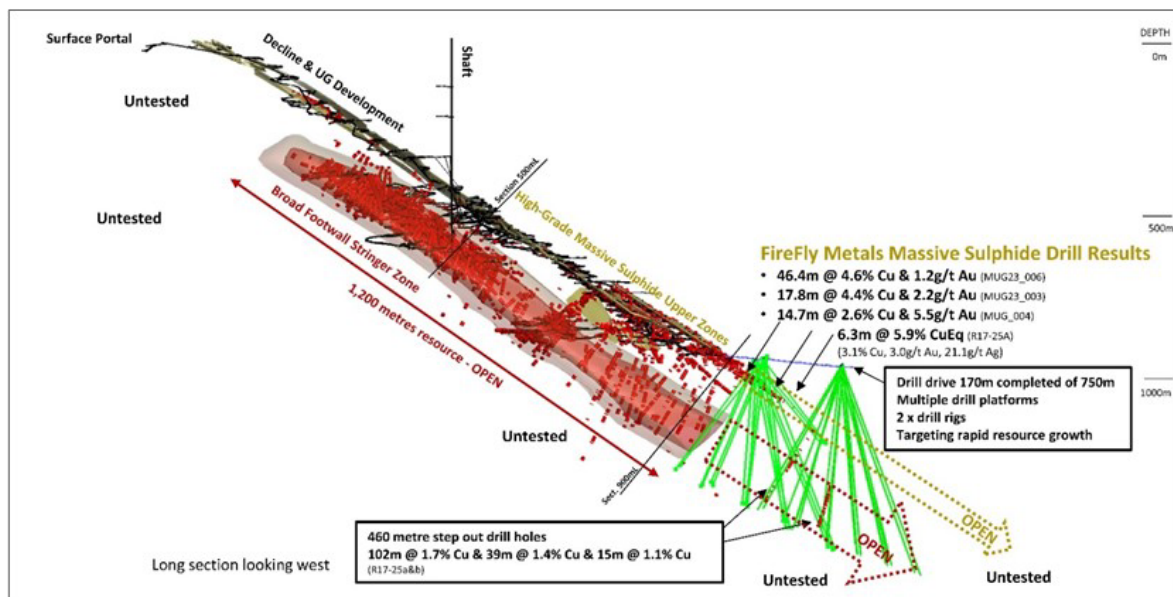 Surface Portal
Decline & UG Development
Shaft
DEPTH
0m
Untested
Untested
Section 500mL
500m
Broad Footwall Stringer Zone
1,200 metres resource - OPEN
High-Grade Massive Sulphide Upper Zones
FireFly Metals Massive Sulphide Drill Results
• 46.4m @ 4.6% Cu & 1.2g/t Au (MUG23_006)
• 17.8m @ 4.4% Cu & 2.2g/t Au (MUG23_003)
• 14.7m @ 2.6% Cu & 5.5g/t Au (MUG_004)
6.3m @ 5.9% CuEq (R17-25A)
(3.1% Cu, 3.0g/t Au, 21.1g/t Ag)
1000m
Drill drive 170m completed of 750m
Multiple drill platforms
2 x drill rigs
Targeting rapid resource growth
Untested
Sect. 900mL
460 metre step out drill holes
102m @ 1.7% Cu & 39m @ 1.4% Cu & 15m @ 1.1% Cu
(R17-25a&b)
OPEN
OPEN
Long section looking west
Untested
Untested